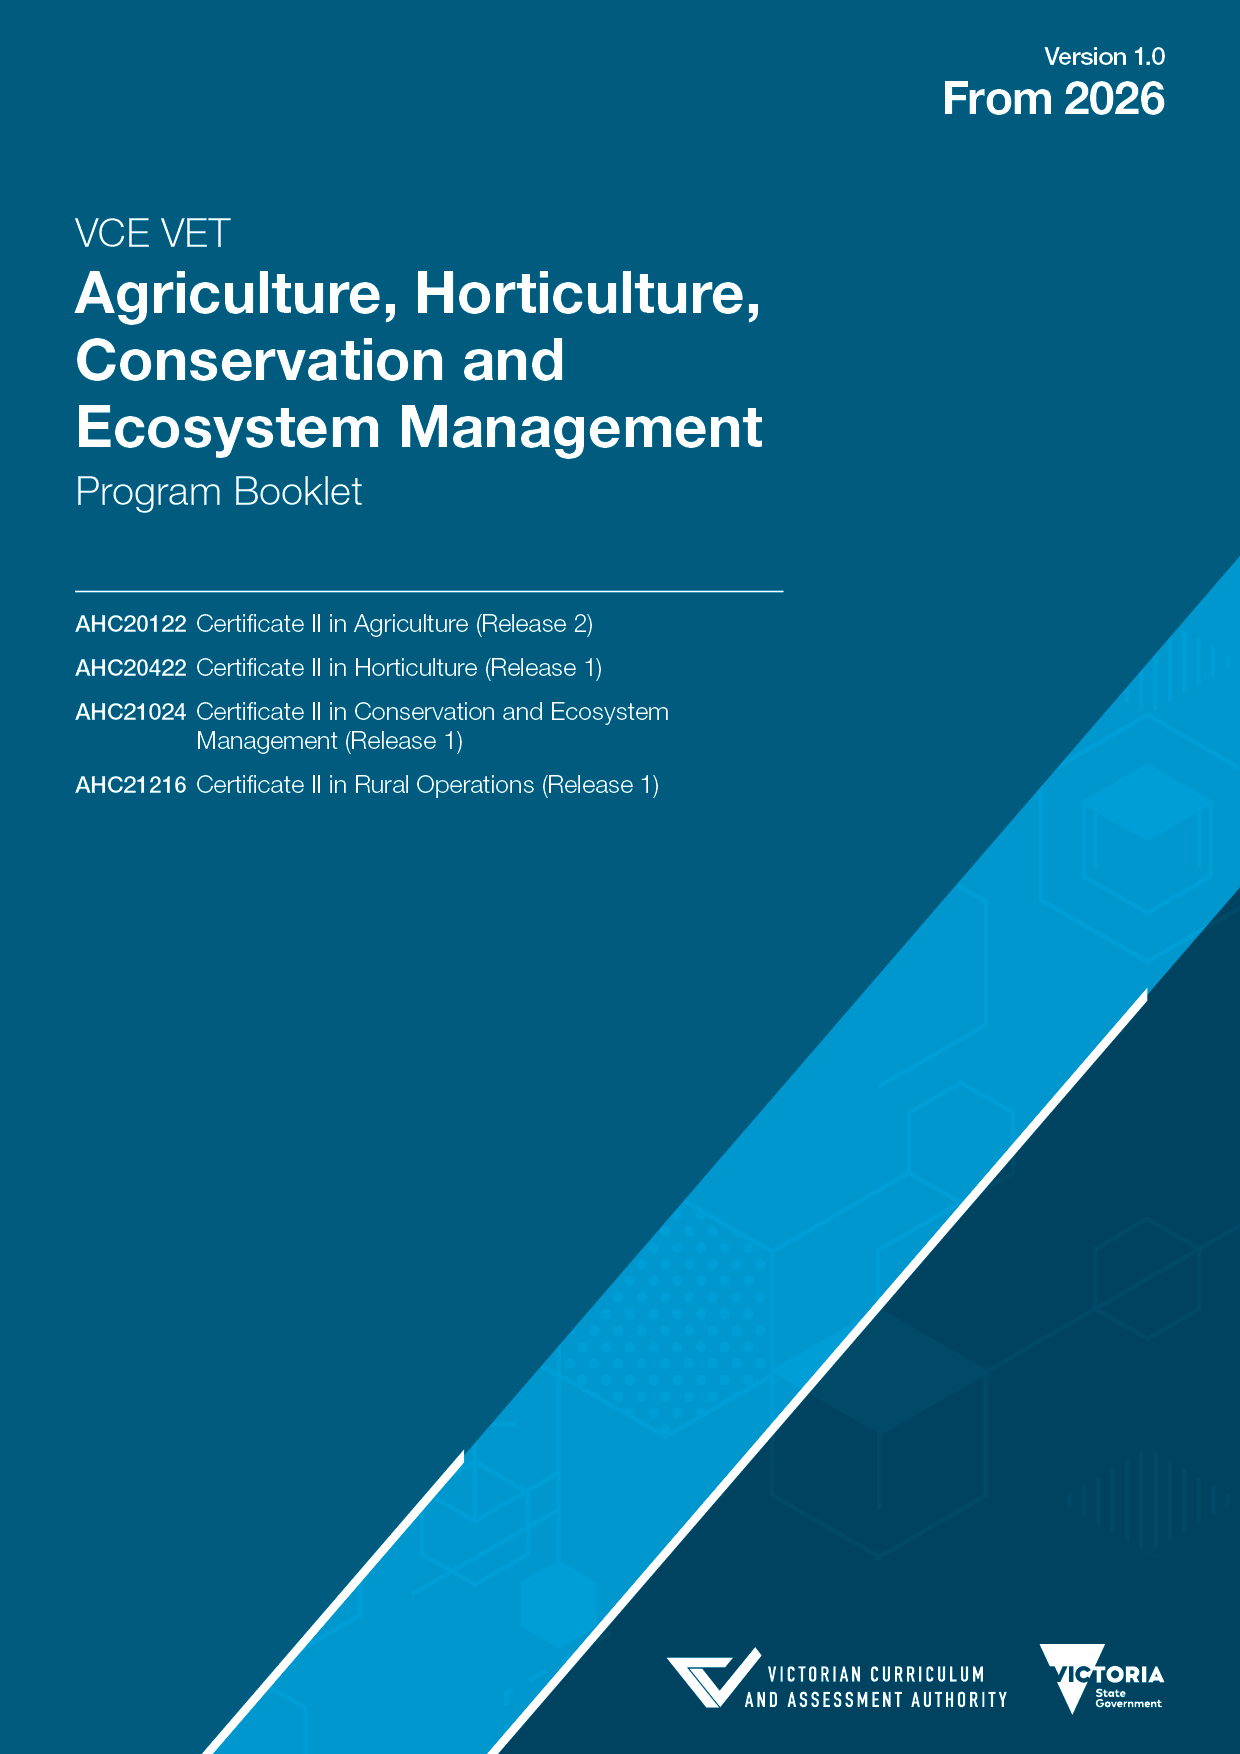 Version 1.0
From 2026
VCE VET
Agriculture, Horticulture,
Conservation and
Ecosystem Management
Program Booklet
AHC20122 Certificate II in Agriculture (Release 2)
AHC20422 Certificate II in Horticulture (Release 1)
AHC21024 Certificate II in Conservation and Ecosystem
Management (Release 1)
AHC21216 Certificate II in Rural Operations (Release 1)
VICTORIAN CURRICULUM
AND ASSESSMENT AUTHORITY
VICTORIA
State
Government